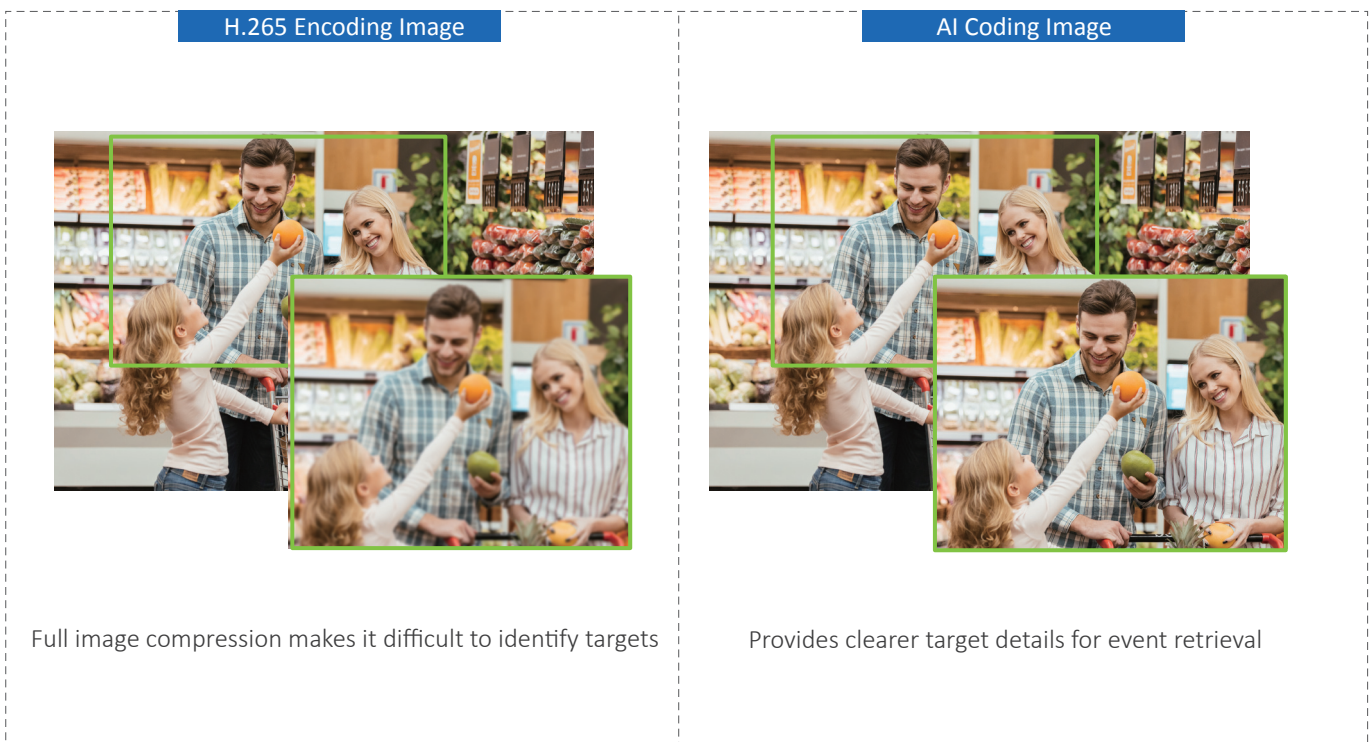 H.265 Encoding Image
AI Coding Image
Full image compression makes it difficult to identify targets
Provides clearer target details for event retrieval